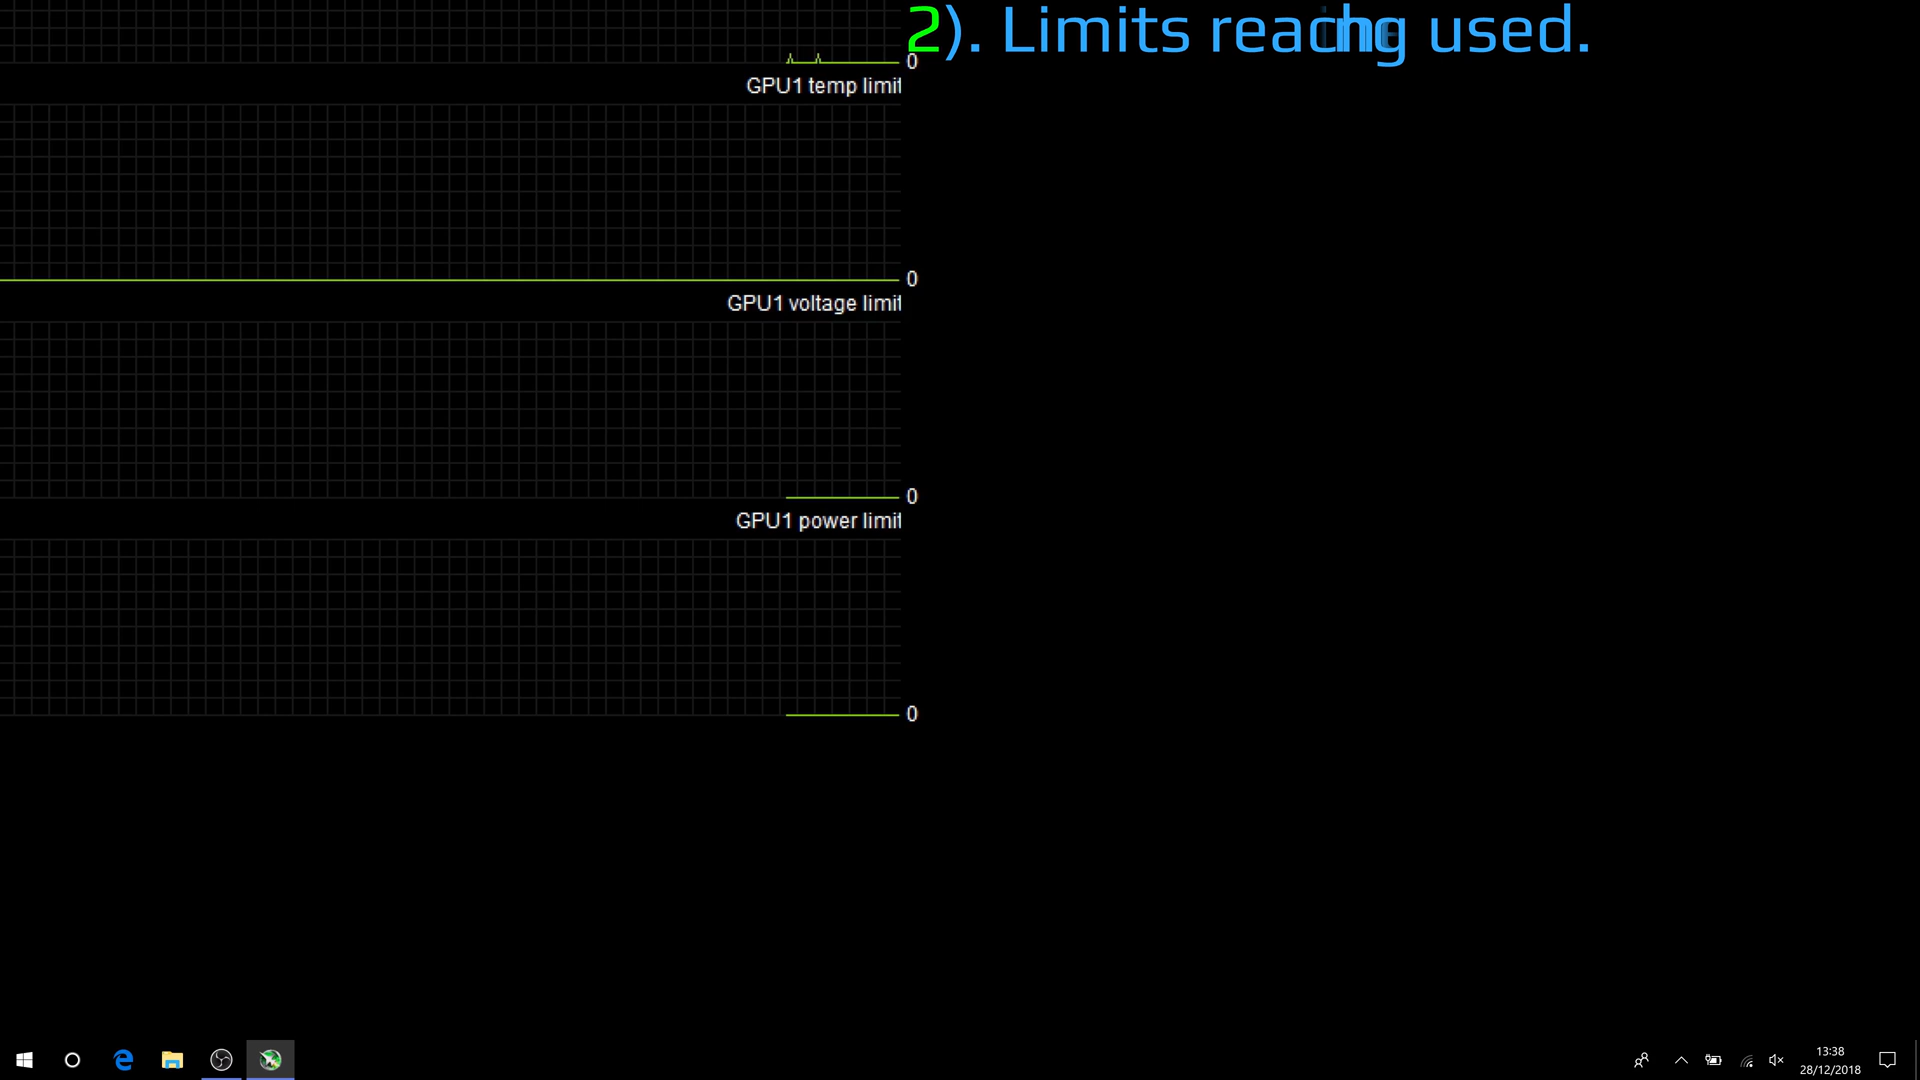 2). Limits reaching used.
0
GPU1 temp limit
0
GPU1 voltage limit
0
GPU1 power limit
0
13:38
28/12/2018